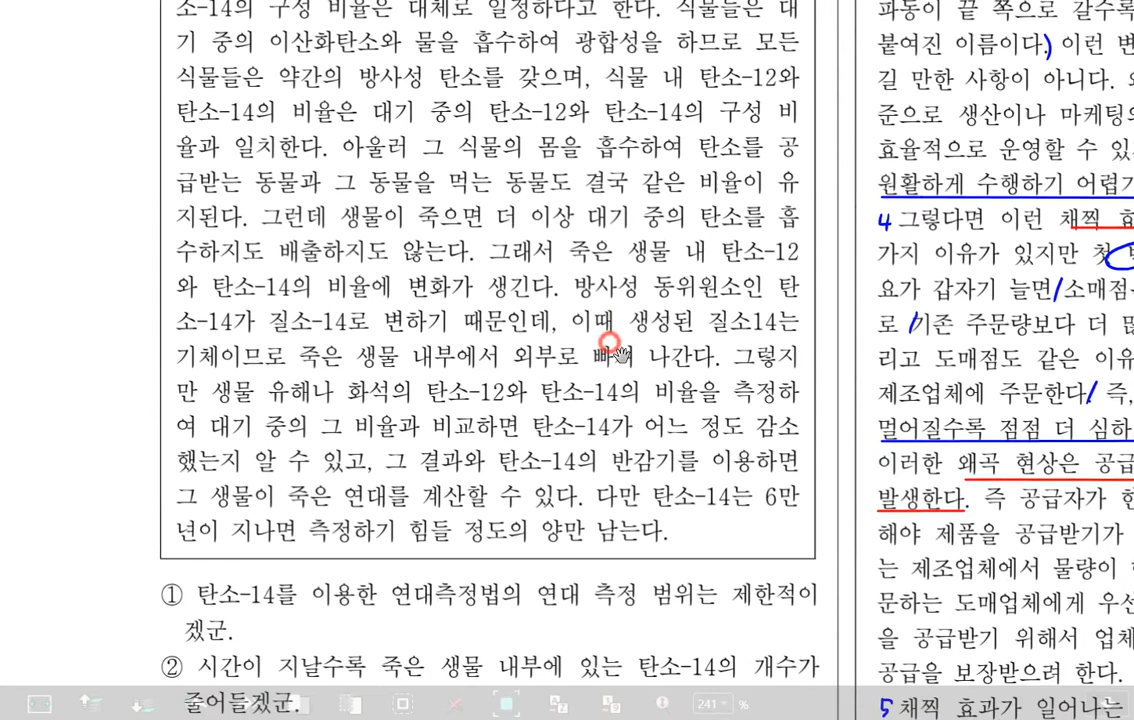 소-14의 구성 비율은 대체로 일정하다고 한다. 식물들은 대
기 중의 이산화탄소와 물을 흡수하여 광합성을 하므로 모든
식물들은 약간의 방사성 탄소를 갖으며, 식물 내 탄소-12와
탄소-14의 비율은 대기 중의 탄소-12와 탄소-14의 구성 비
율과 일치한다. 아울러 그 식물의 몸을 흡수하여 탄소를 공
급받는 동물과 그 동물을 먹는 동물도 결국 같은 비율이 유
지된다. 그런데 생물이 죽으면 더 이상 대기 중의 탄소를 흡
수하지도 배출하지도 않는다. 그래서 죽은 생물 내 탄소-12
와 탄소-14의 비율에 변화가 생긴다. 방사성 동위원소인 탄
소-14가 질소-14로 변하기 때문인데, 이때 생성된 질소14는
기체이므로 죽은 생물 내부에서 외부로 나간다. 그렇지
만 생물 유해나 화석의 탄소-12와 탄소-14의 비율을 측정하
여 대기 중의 그 비율과 비교하면 탄소-14가 어느 정도 감소
했는지 알 수 있고, 그 결과와 탄소-14의 반감기를 이용하면
그 생물이 죽은 연대를 계산할 수 있다. 다만 탄소-14는 6만
년이 지나면 측정하기 힘들 정도의 양만 남는다.
① 탄소-14를 이용한 연대측정법의 연대 측정 범위는 제한적이
겠군.
② 시간이 지날수록 죽은 생물 내부에 있는 탄소-14의 개수가
줄어들겠군.
파동이 끝 쪽으로 갈수록
붙여진 이름이다.) 이런 변
길 만한 사항이 아니다.
준으로 생산이나 마케팅
효율적으로 운영할 수 있
원활하게 수행하기 어렵
4 그렇다면 이런 채찍 효
가지 이유가 있지만 첫
요가 갑자기 늘면/소매점
로 /기존 주문량보다 더 많
리고 도매점도 같은 이유
제조업체에 주문한다/ 즉,
멀어질수록 점점 더 심하
이러한 왜곡 현상은 공급
발생한다. 즉 공급자가 한
해야 제품을 공급받기가
는 제조업체에서 물량이
문하는 도매업체에게 우선
을 공급받기 위해서 업체
공급을 보장받으려 한다.
5 채찍 효과가 일어나는
241 %